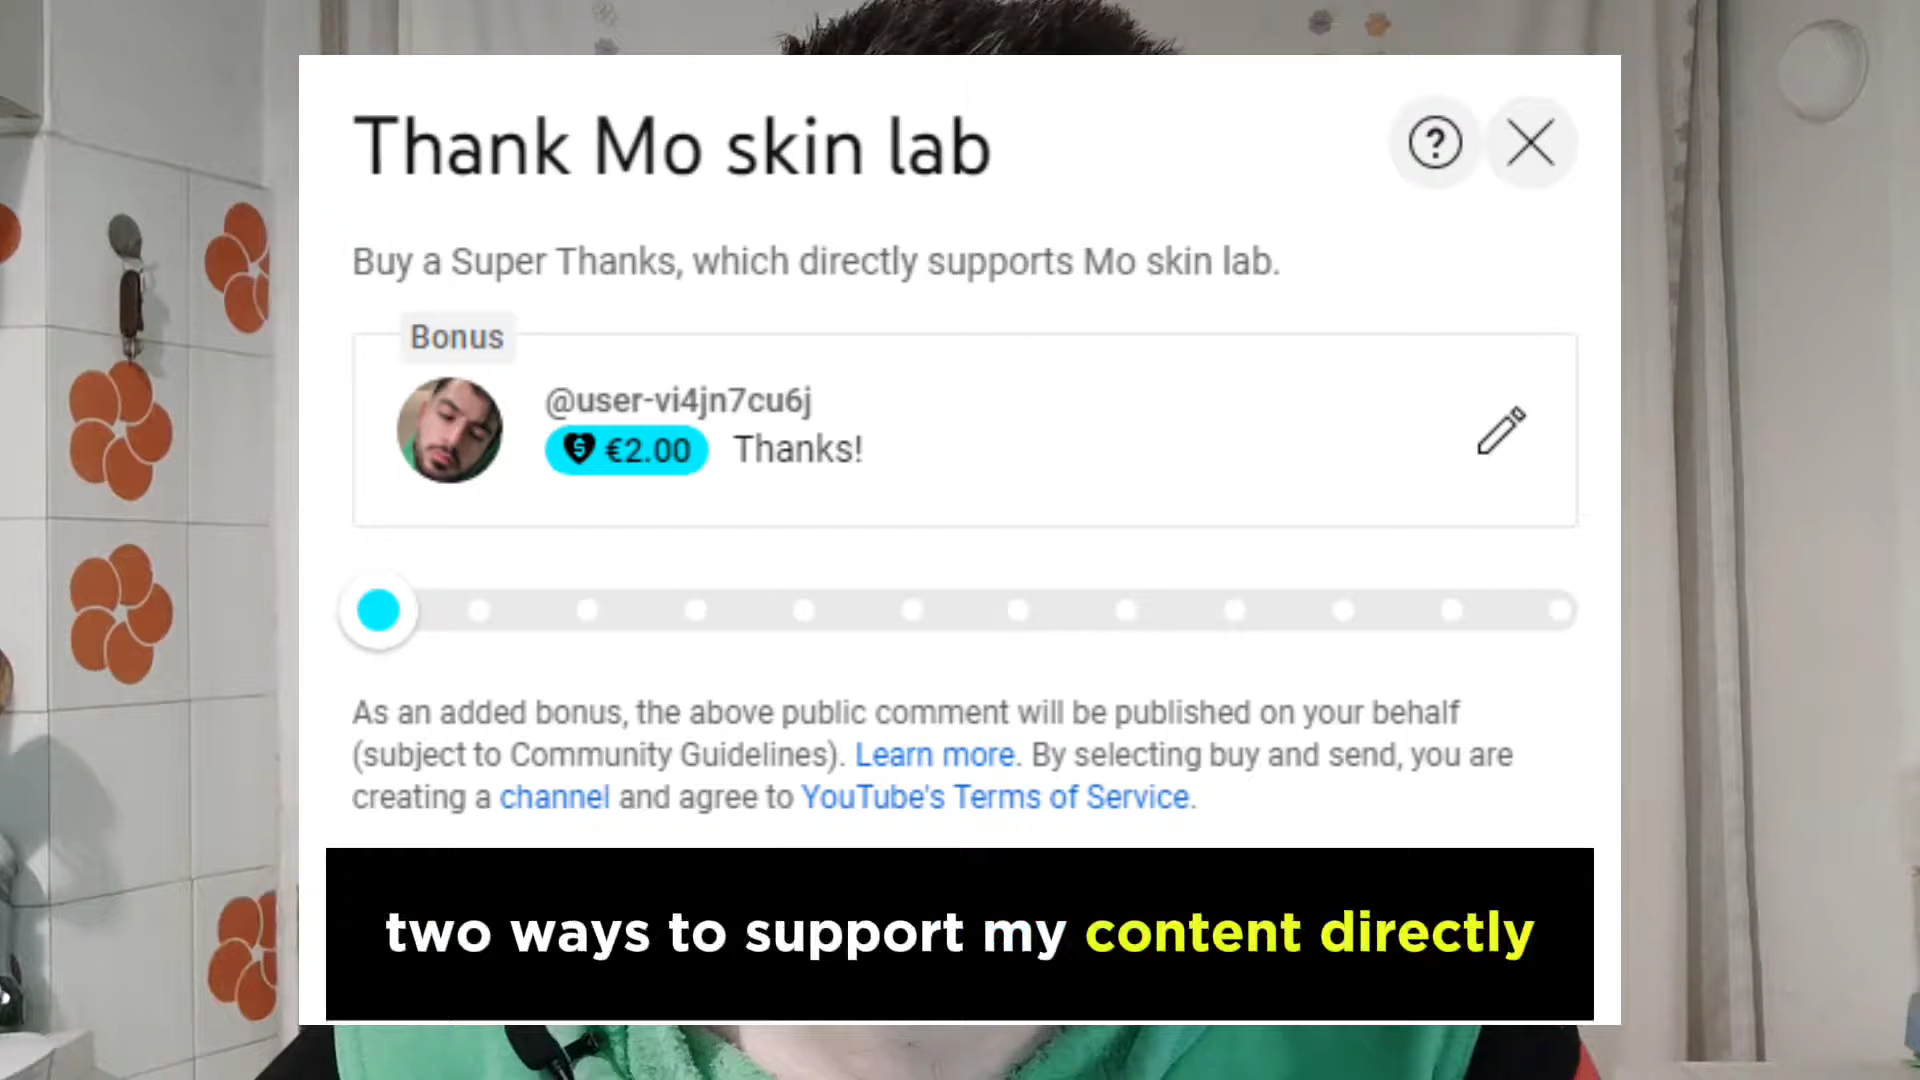 Thank Mo skin lab
Buy a Super Thanks, which directly supports Mo skin lab.
Bonus
@user-vi4jn7cu6j
€2.00 Thanks!
As an added bonus, the above public comment will be published on your behalf
(subject to Community Guidelines). Learn more. By selecting buy and send, you are
creating a channel and agree to YouTube's Terms of Service.
two ways to support my content directly